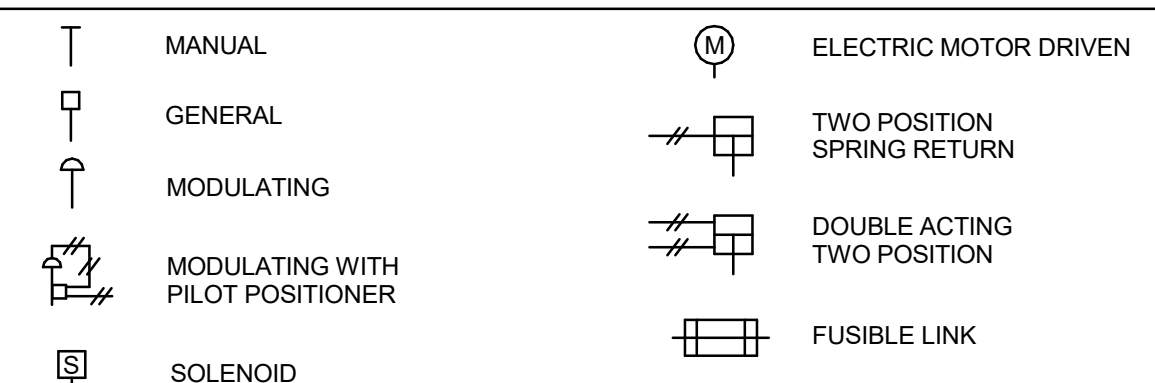 MANUAL
GENERAL
MODULATING
MODULATING WITH
PILOT POSITIONER
S
SOLENOID
M
ELECTRIC MOTOR DRIVEN
TWO POSITION
SPRING RETURN
DOUBLE ACTING
TWO POSITION
FUSIBLE LINK